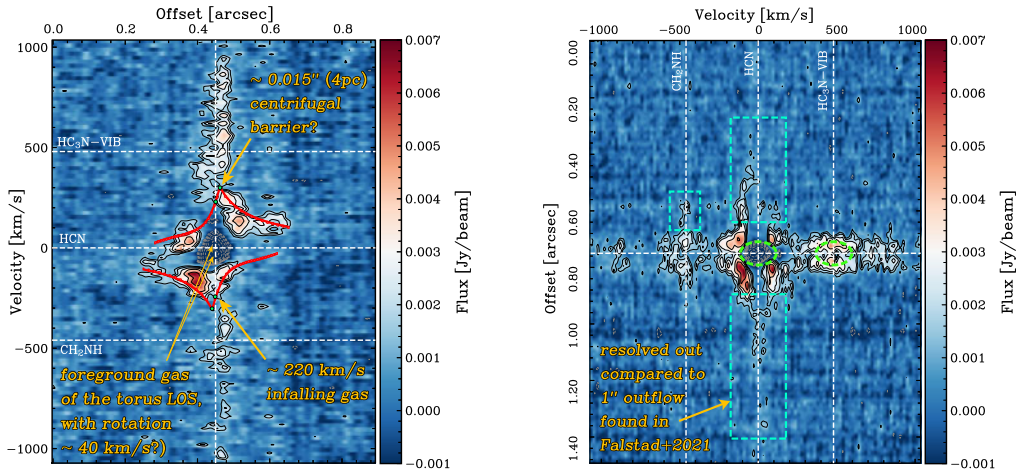 Offset [arcsec]
0.0 0.2 0.4 0.6 0.8
1000
500
0
−500
−1000
Velocity [km/s]
HC₃N−VIB
HCN
CH₂NH
~ 0.015" (4pc)
centrifugal
barrier?
foreground gas
of the torus LOS,
with rotation
~ 40 km/s?)
~ 220 km/s
infalling gas
0.007
0.006
0.005
0.004
0.003
0.002
0.001
0.000
−0.001
Flux [Jy/beam]
Velocity [km/s]
−1000 −500 0 500 1000
0.00
0.20
0.40
0.60
0.80
1.00
1.20
1.40
Offset [arcsec]
CH₂NH
HCN
HC₃N−VIB
resolved out
compared to
1" outflow
found in
Falstad+2021
0.007
0.006
0.005
0.004
0.003
0.002
0.001
0.000
−0.001
Flux [Jy/beam]